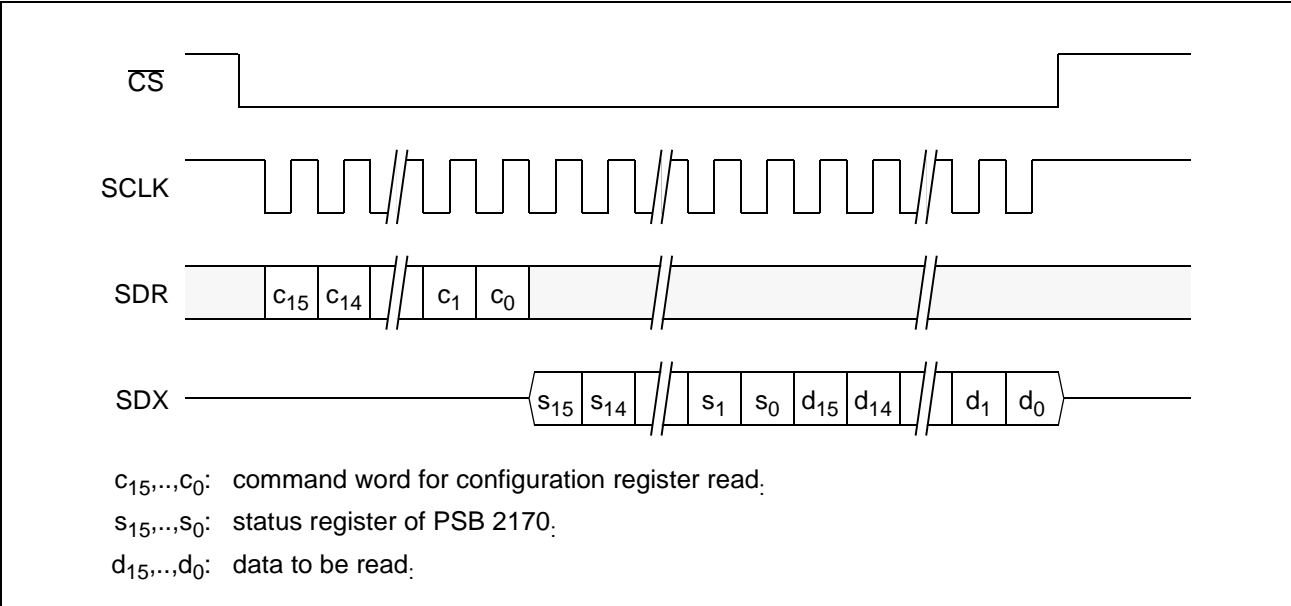 CS
SCLK
SDR c15 c14 c1 c0
SDX s15 s14 s1 s0 d15 d14 d1 d0
c15,..,c0: command word for configuration register read:
s15,..,s0: status register of PSB 2170:
d15,..,d0: data to be read: